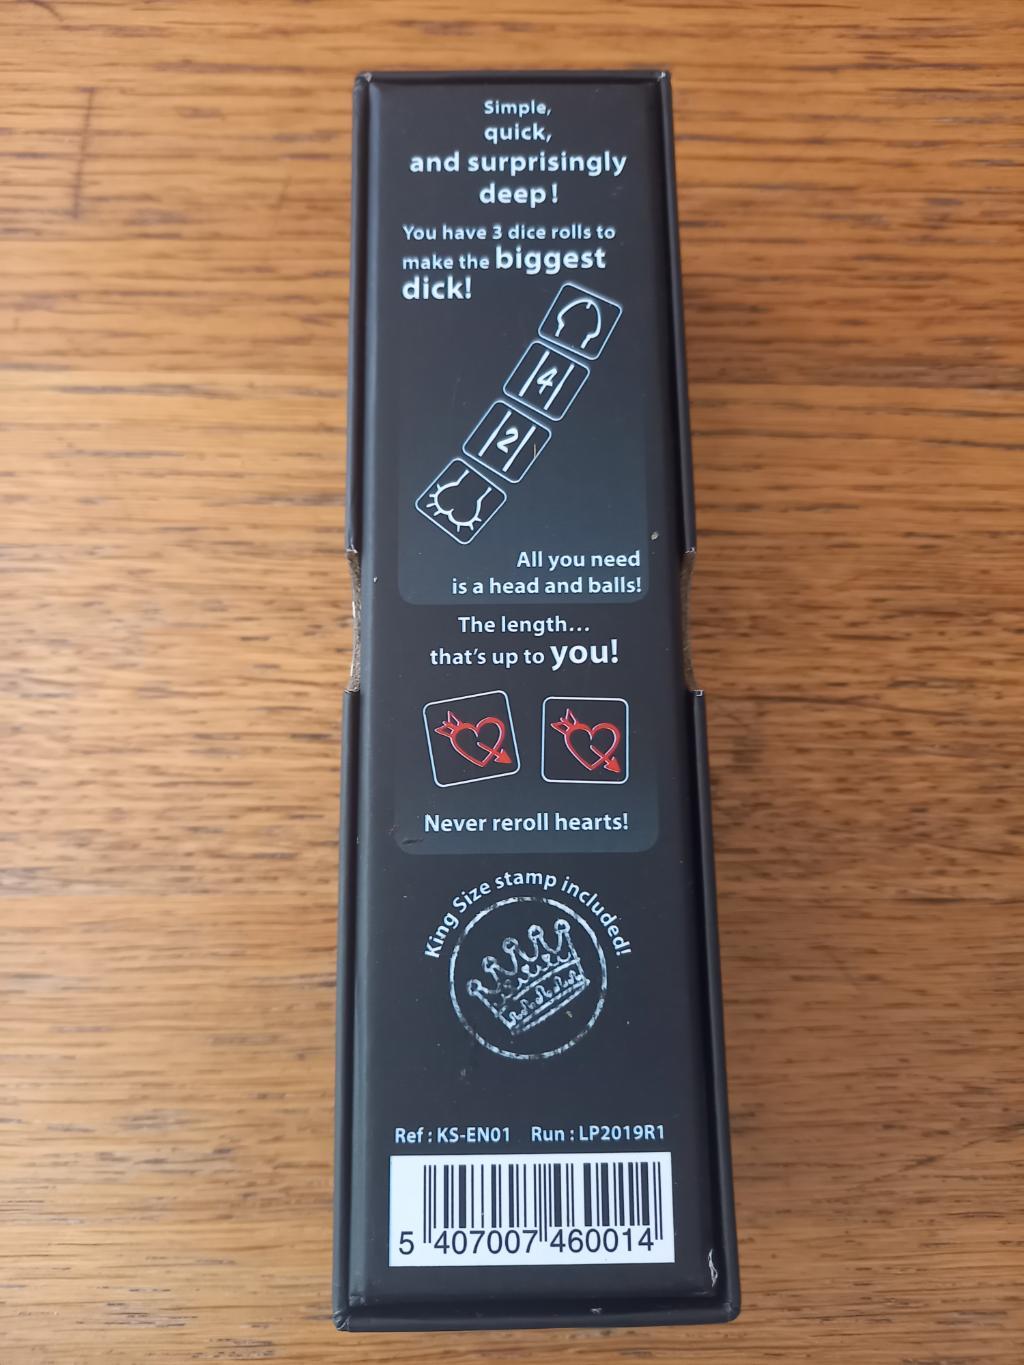 Simple,
quick,
and surprisingly
deep!
You have 3 dice rolls to
make the biggest
dick!
4
2
All you need
is a head and balls!
The length...
that's up to you!
Never reroll hearts!
King Size stamp included!
Ref : KS-EN01 Run : LP2019R1
5 407007 460014